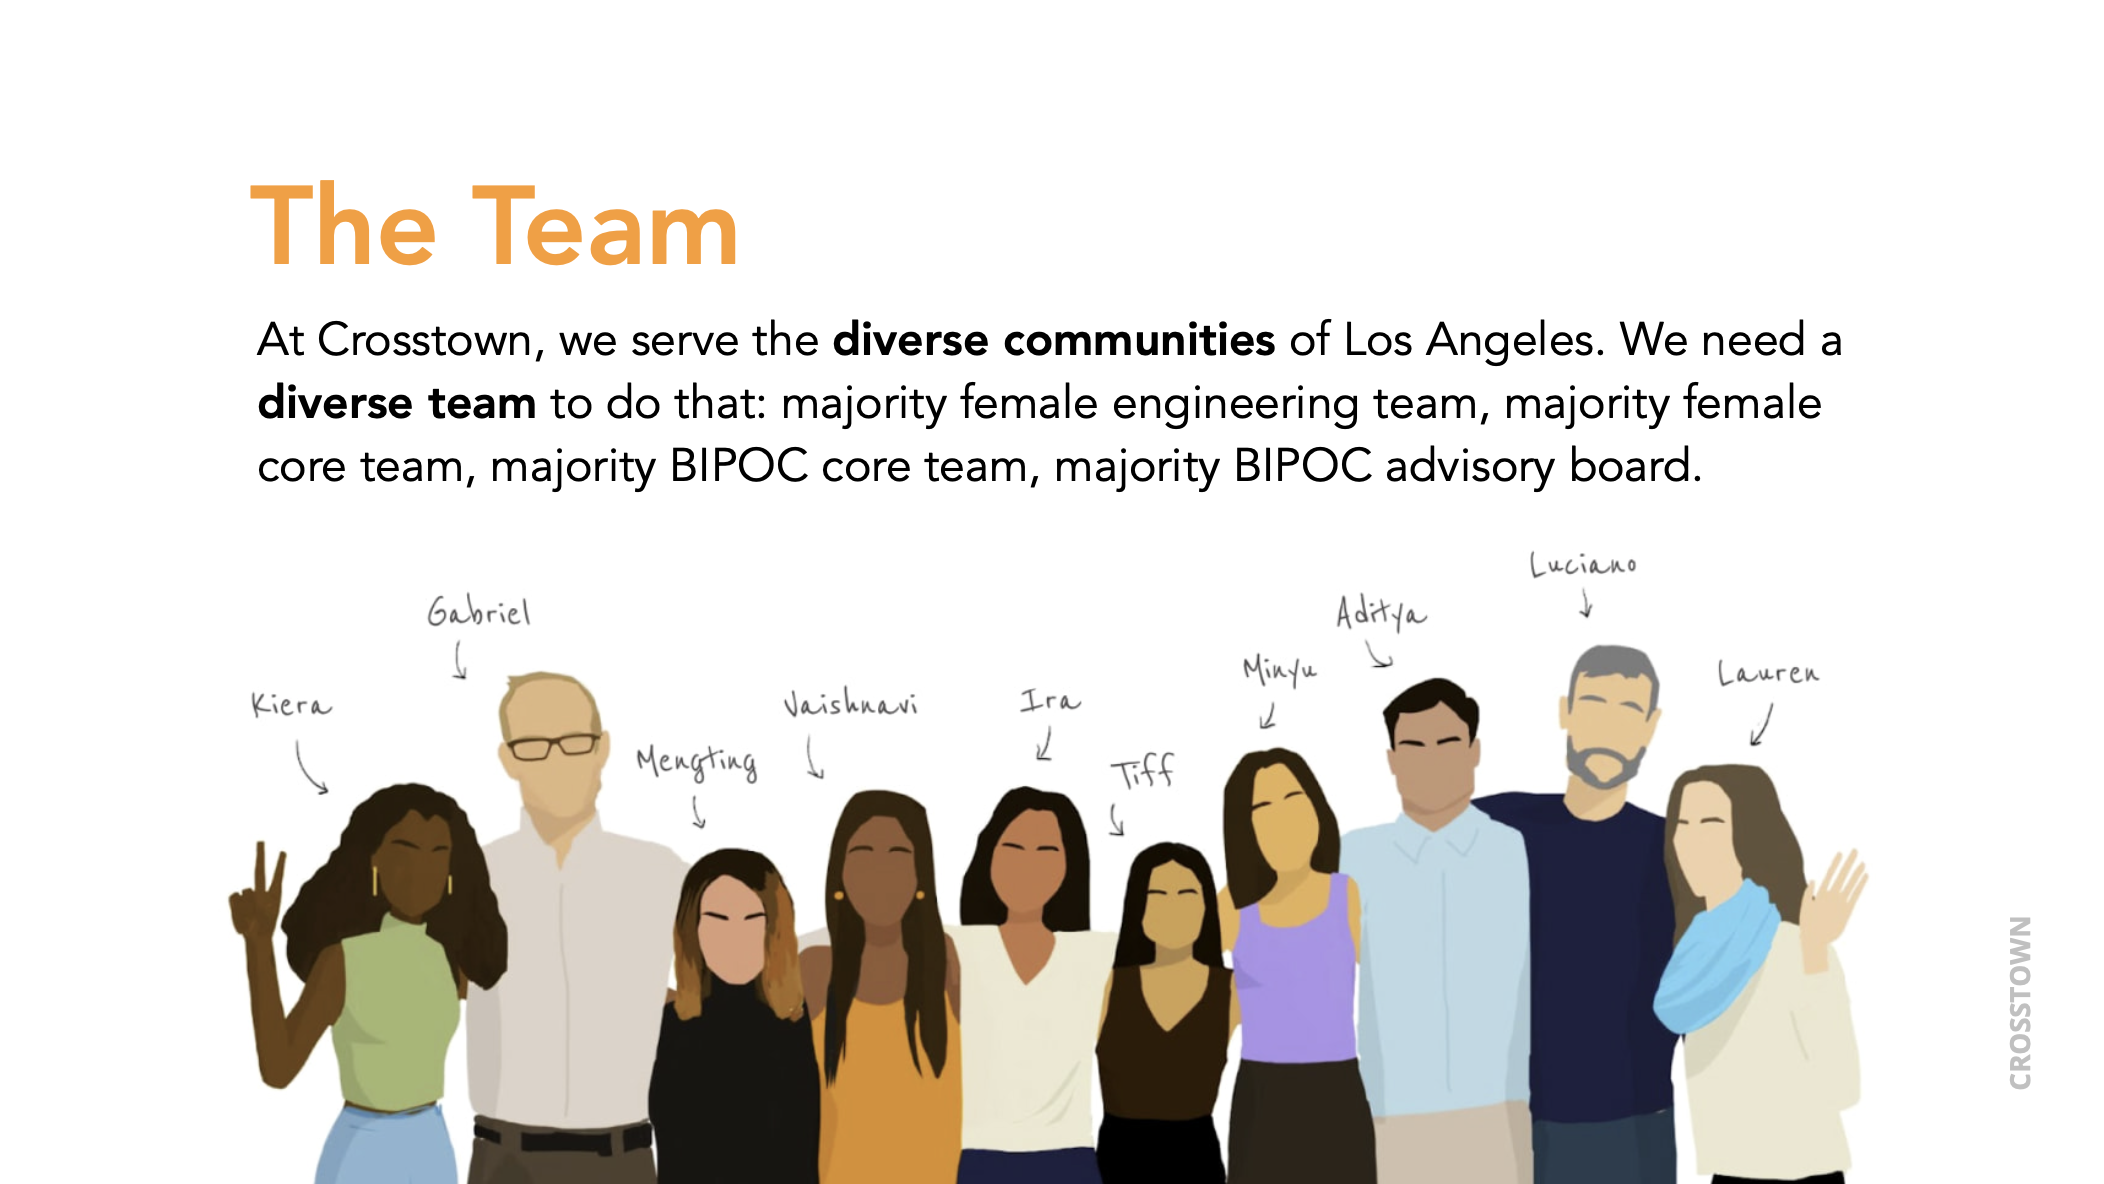 The Team
At Crosstown, we serve the diverse communities of Los Angeles. We need a
diverse team to do that: majority female engineering team, majority female
core team, majority BIPOC core team, majority BIPOC advisory board.
Kiera
Gabriel
Mengting
Vaishnavi
Ira
Tiff
Minyu
Aditya
Luciano
Lauren
CROSSTOWN